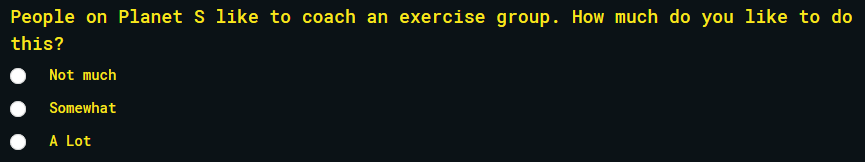 People on Planet S like to coach an exercise group. How much do you like to do
this?
Not much
Somewhat
A Lot